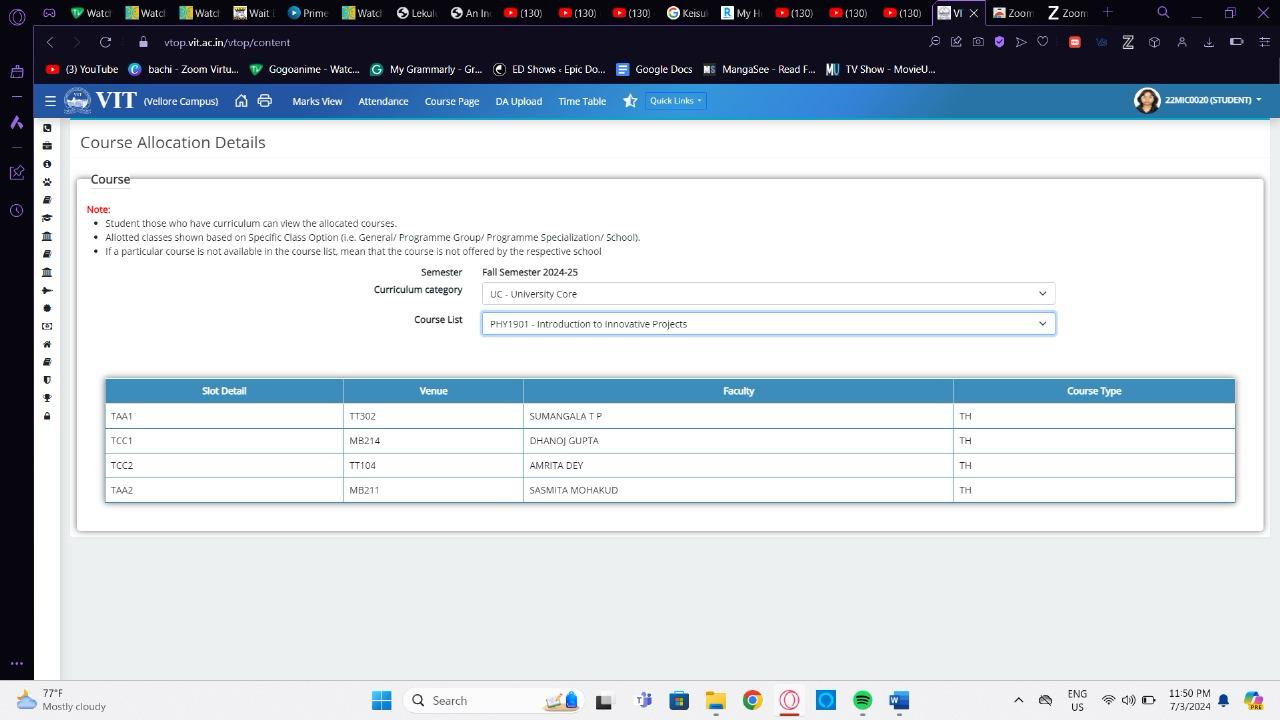 Watch
Watch
Watch
Wait
Prime
Watch
Lekul
An In
(130)
(130)
(130)
Keisul
My H
(130)
(130)
(130)
VI
Zoom
Zoom
vtop.vit.ac.in/vtop/content
(3) YouTube
bachi - Zoom Virtu...
Gogoanime - Watc...
My Grammarly - Gr...
ED Shows - Epic Do...
Google Docs
MangaSee - Read F...
TV Show - MovieU...
VIT (Vellore Campus)
Marks View
Attendance
Course Page
DA Upload
Time Table
Quick Links
22MIC0020 (STUDENT)
Course Allocation Details
Course
Note:
Student those who have curriculum can view the allocated courses.
Allotted classes shown based on Specific Class Option (i.e. General/ Programme Group/ Programme Specialization/ School).
If a particular course is not available in the course list, mean that the course is not offered by the respective school
Semester Fall Semester 2024-25
Curriculum category UC - University Core
Course List PHY1901 - Introduction to Innovative Projects
Slot Detail Venue Faculty Course Type
TAA1 TT302 SUMANGALA T P TH
TCC1 MB214 DHANOJ GUPTA TH
TCC2 TT104 AMRITA DEY TH
TAA2 MB211 SASMITA MOHAKUD TH
77°F
Mostly cloudy
Search
ENG
US
11:50 PM
7/3/2024